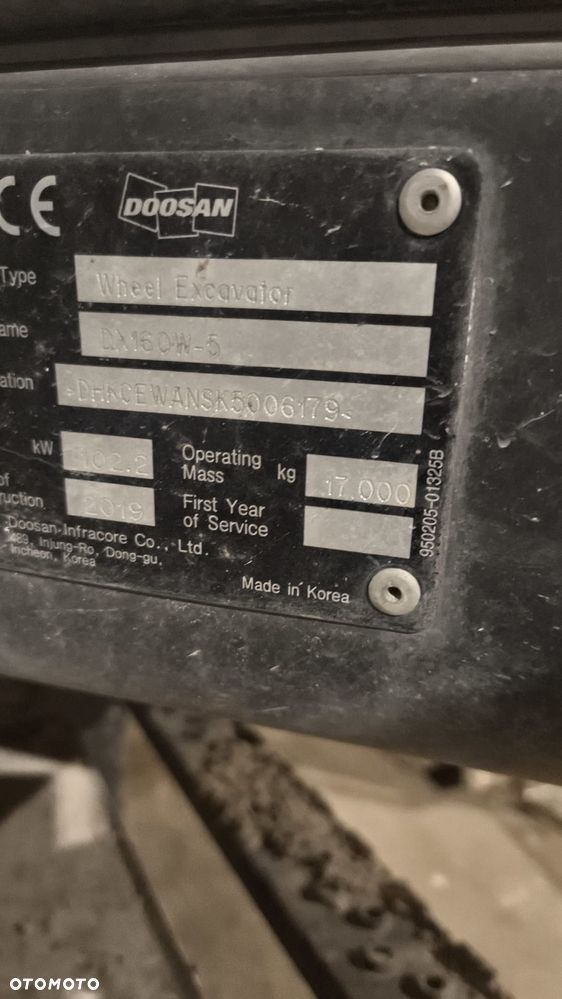 CE DOOSAN
Type Wheel Excavator
ame DX160W-5
ation >DHKCEWANSK5006179<
kW 102.2 Operating Mass kg 17.000
of
ruction 2019 First Year of Service
Doosan Infracore Co., Ltd.
489, Injung-Ro, Dong-gu,
Incheon, Korea
Made in Korea
950205-01325B
OTOMOTO